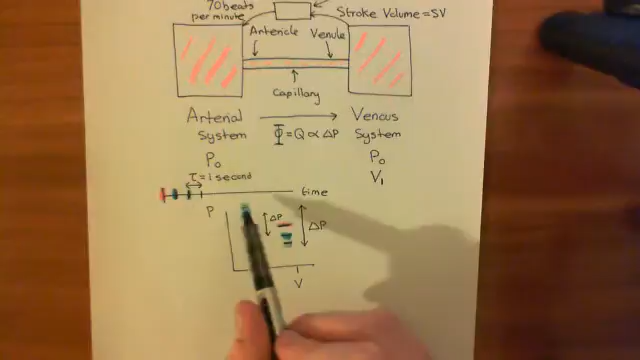 70 beats
per minute
Stroke Volume = SV
Arteriole Venule
Capillary
Arterial Venous
System Φ = Q ∝ ΔP System
P₀ P₀
τ = 1 second V₁
time
P ΔP ΔP
V